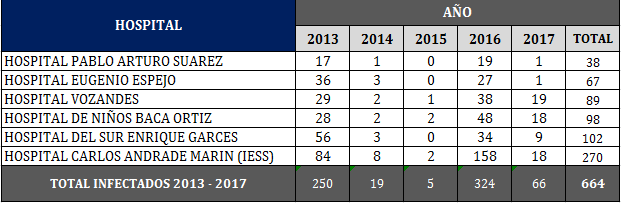 HOSPITAL AÑO
2013 2014 2015 2016 2017 TOTAL
HOSPITAL PABLO ARTURO SUAREZ 17 1 0 19 1 38
HOSPITAL EUGENIO ESPEJO 36 3 0 27 1 67
HOSPITAL VOZANDES 29 2 1 38 19 89
HOSPITAL DE NIÑOS BACA ORTIZ 28 2 2 48 18 98
HOSPITAL DEL SUR ENRIQUE GARCES 56 3 0 34 9 102
HOSPITAL CARLOS ANDRADE MARIN (IESS) 84 8 2 158 18 270
TOTAL INFECTADOS 2013 - 2017 250 19 5 324 66 664